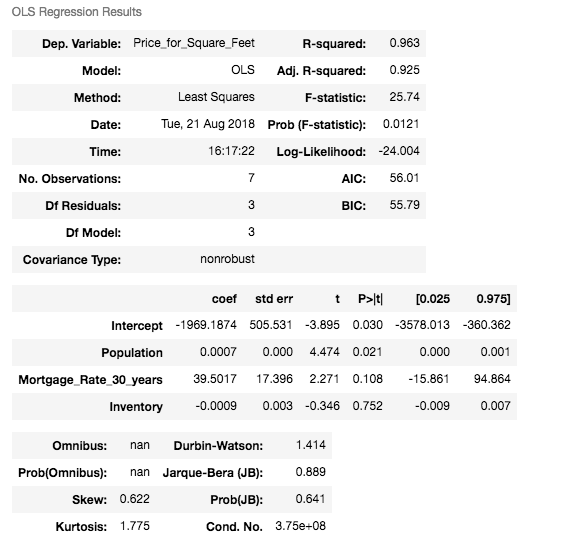 OLS Regression Results
Dep. Variable: Price_for_Square_Feet R-squared: 0.963
Model: OLS Adj. R-squared: 0.925
Method: Least Squares F-statistic: 25.74
Date: Tue, 21 Aug 2018 Prob (F-statistic): 0.0121
Time: 16:17:22 Log-Likelihood: -24.004
No. Observations: 7 AIC: 56.01
Df Residuals: 3 BIC: 55.79
Df Model: 3
Covariance Type: nonrobust
coef std err t P>|t| [0.025 0.975]
Intercept -1969.1874 505.531 -3.895 0.030 -3578.013 -360.362
Population 0.0007 0.000 4.474 0.021 0.000 0.001
Mortgage_Rate_30_years 39.5017 17.396 2.271 0.108 -15.861 94.864
Inventory -0.0009 0.003 -0.346 0.752 -0.009 0.007
Omnibus: nan Durbin-Watson: 1.414
Prob(Omnibus): nan Jarque-Bera (JB): 0.889
Skew: 0.622 Prob(JB): 0.641
Kurtosis: 1.775 Cond. No. 3.75e+08